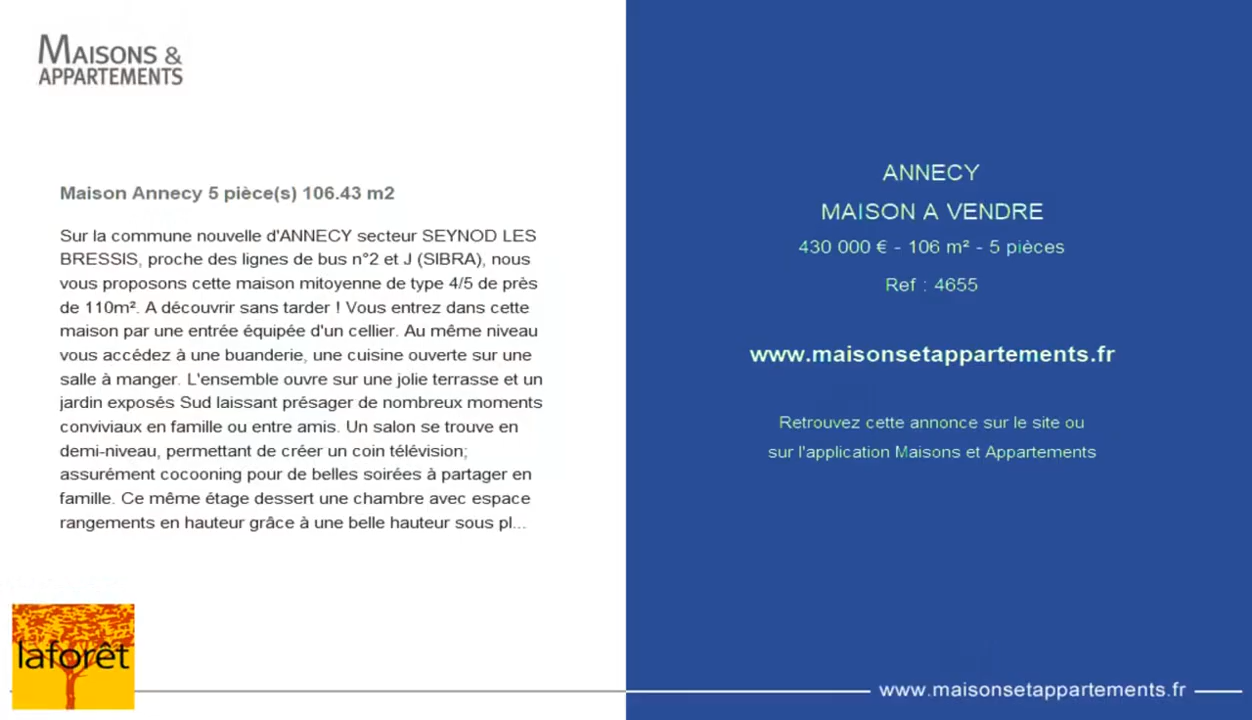 MAISONS &
APPARTEMENTS
Maison Annecy 5 pièce(s) 106.43 m2
Sur la commune nouvelle d'ANNECY secteur SEYNOD LES
BRESSIS, proche des lignes de bus n°2 et J (SIBRA), nous
vous proposons cette maison mitoyenne de type 4/5 de près
de 110m². A découvrir sans tarder ! Vous entrez dans cette
maison par une entrée équipée d'un cellier. Au même niveau
vous accédez à une buanderie, une cuisine ouverte sur une
salle à manger. L'ensemble ouvre sur une jolie terrasse et un
jardin exposés Sud laissant présager de nombreux moments
conviviaux en famille ou entre amis. Un salon se trouve en
demi-niveau, permettant de créer un coin télévision;
assurément cocooning pour de belles soirées à partager en
famille. Ce même étage dessert une chambre avec espace
rangements en hauteur grâce à une belle hauteur sous pl...
laforêt
ANNECY
MAISON A VENDRE
430 000 € - 106 m² - 5 pièces
Ref : 4655
www.maisonsetappartements.fr
Retrouvez cette annonce sur le site ou
sur l'application Maisons et Appartements
www.maisonsetappartements.fr